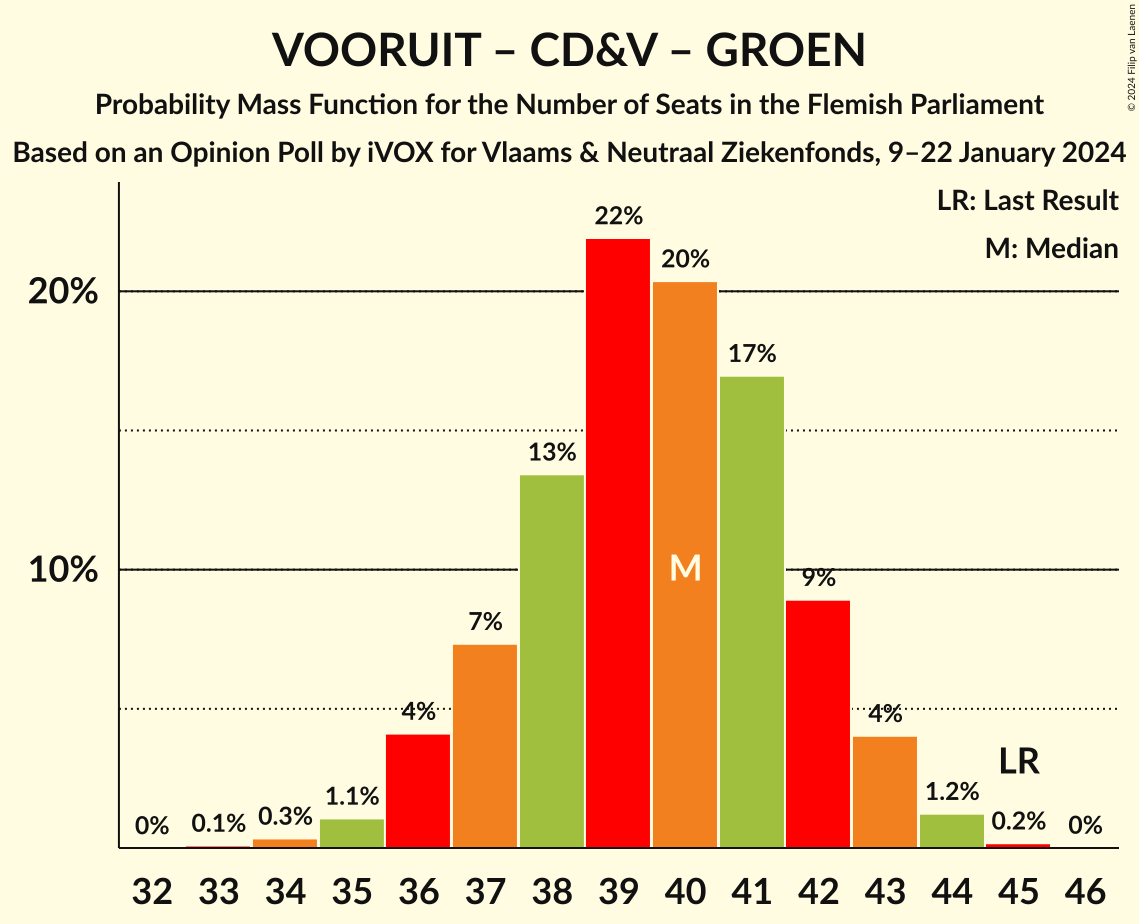 VOORUIT – CD&V – GROEN
Probability Mass Function for the Number of Seats in the Flemish Parliament
Based on an Opinion Poll by iVOX for Vlaams & Neutraal Ziekenfonds, 9–22 January 2024
© 2024 Filip van Laenen
LR: Last Result
M: Median
20%
10%
0%
0.1%
0.3%
1.1%
4%
7%
13%
22%
20%
17%
9%
4%
1.2%
0.2%
0%
M
LR
32 33 34 35 36 37 38 39 40 41 42 43 44 45 46